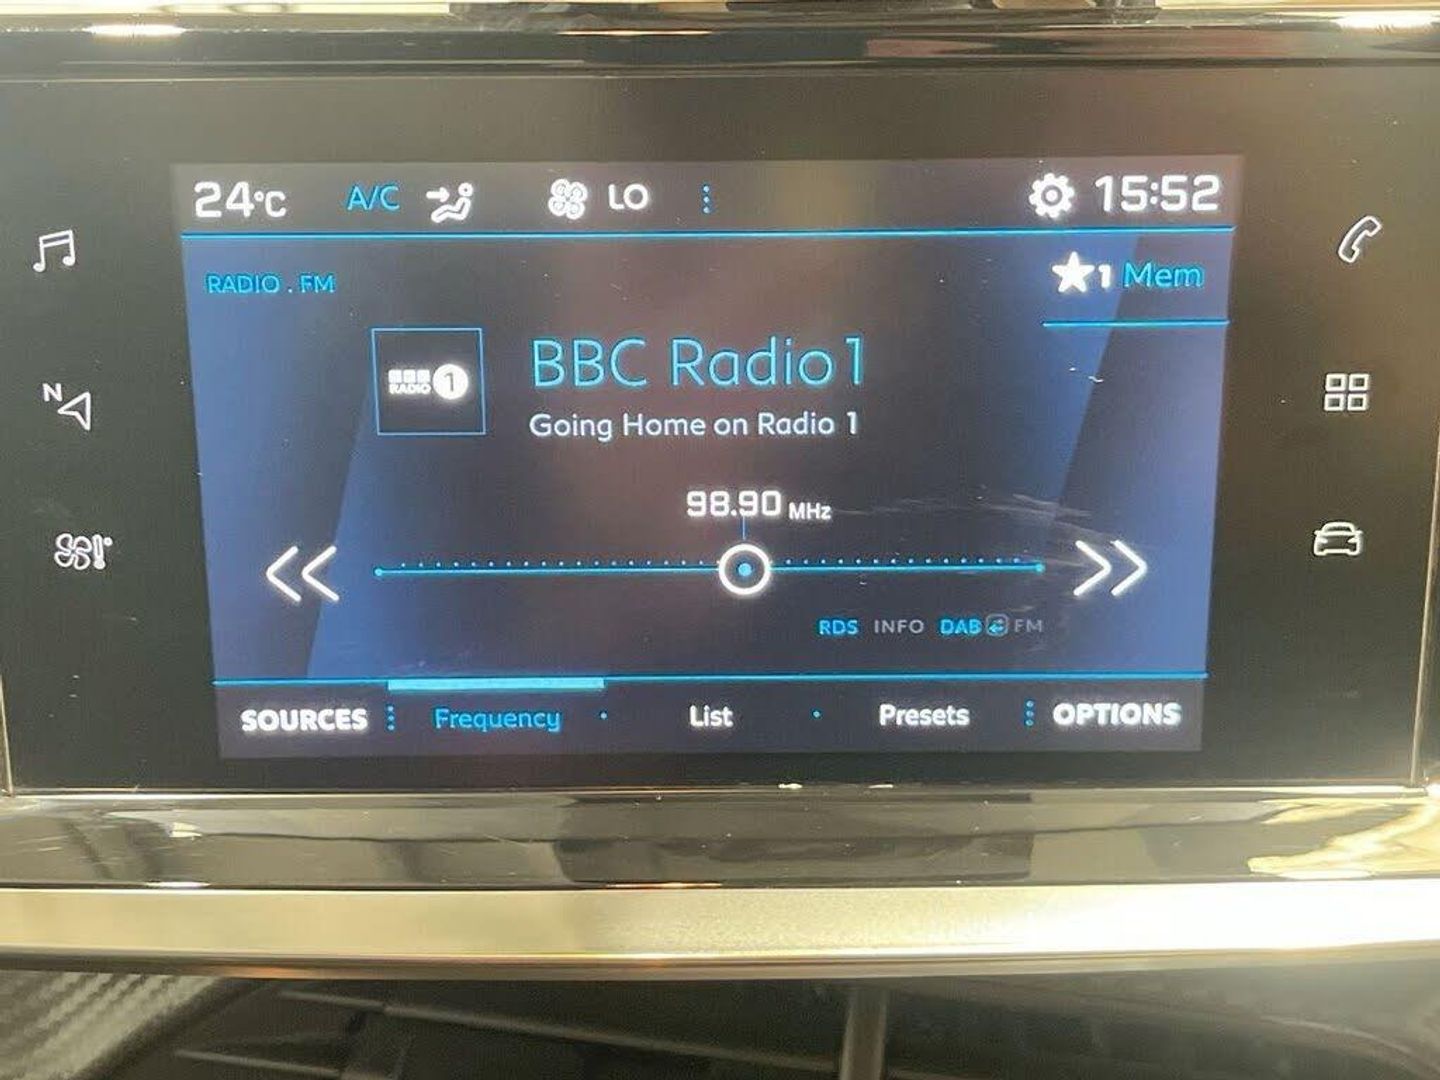 24°C A/C LO 15:52
RADIO . FM
1 Mem
RADIO 1
BBC Radio 1
Going Home on Radio 1
98.90 MHz
RDS INFO DAB FM
SOURCES Frequency List Presets OPTIONS
N